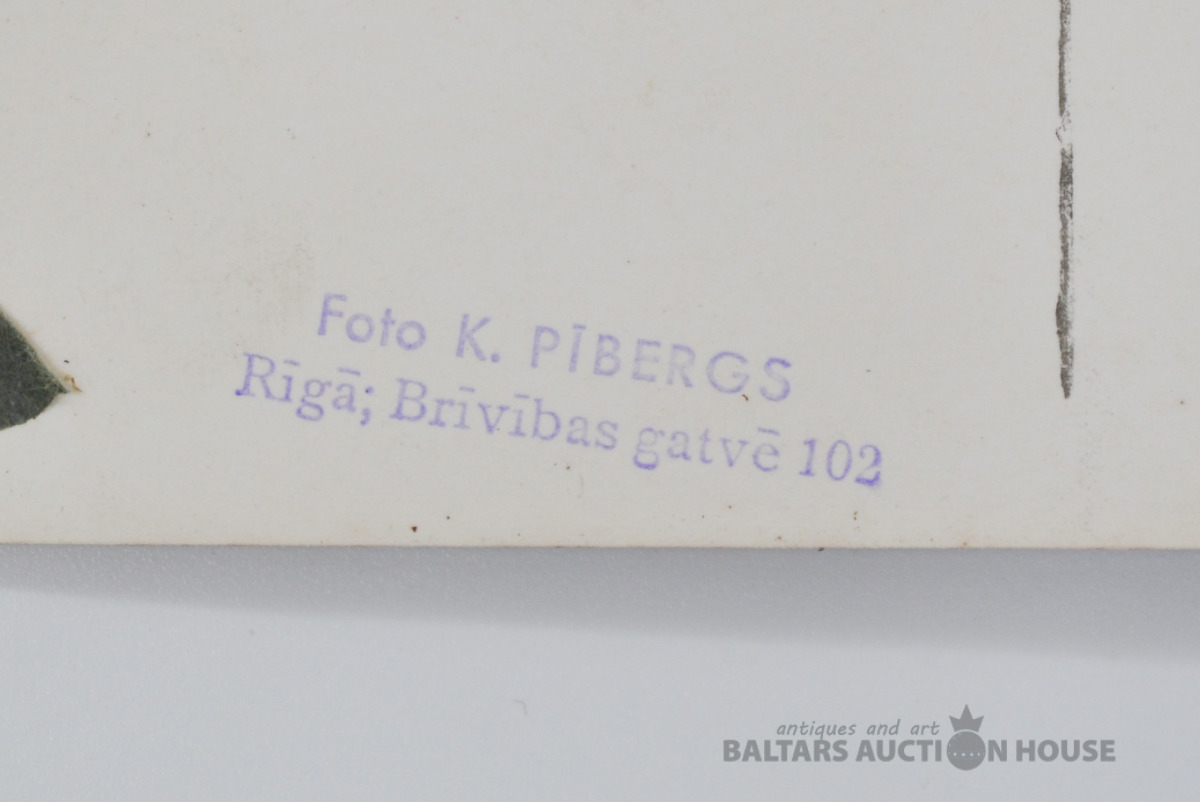 Foto K. PĪBERGS
Rīgā; Brīvības gatvē 102
antiques and art
BALTARS AUCTION HOUSE